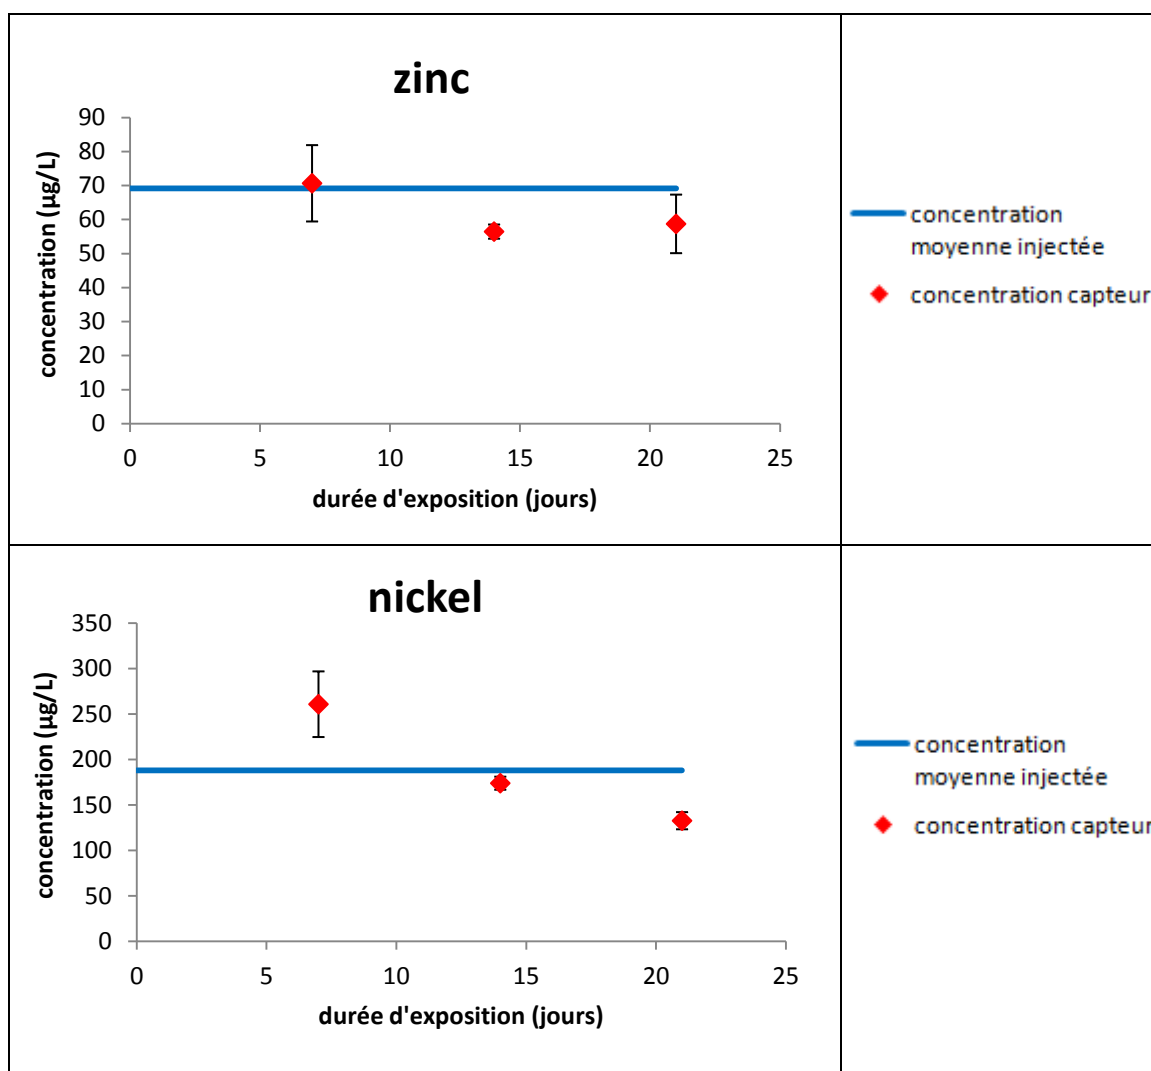 zinc
90
80
70
60
50
40
30
20
10
0
concentration (µg/L)
0 5 10 15 20 25
durée d'exposition (jours)
concentration
moyenne injectée
concentration capteur
nickel
350
300
250
200
150
100
50
0
concentration (µg/L)
0 5 10 15 20 25
durée d'exposition (jours)
concentration
moyenne injectée
concentration capteur